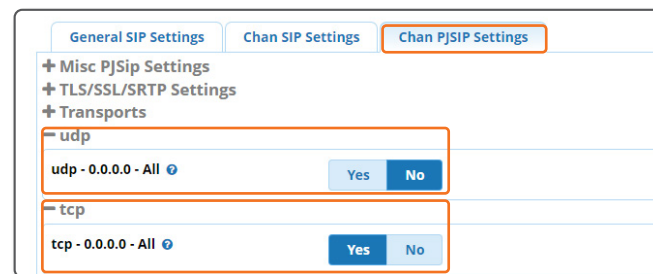 General SIP Settings Chan SIP Settings Chan PJSIP Settings
Misc PJSip Settings
TLS/SSL/SRTP Settings
Transports
udp
udp - 0.0.0.0 - All Yes No
tcp
tcp - 0.0.0.0 - All Yes No